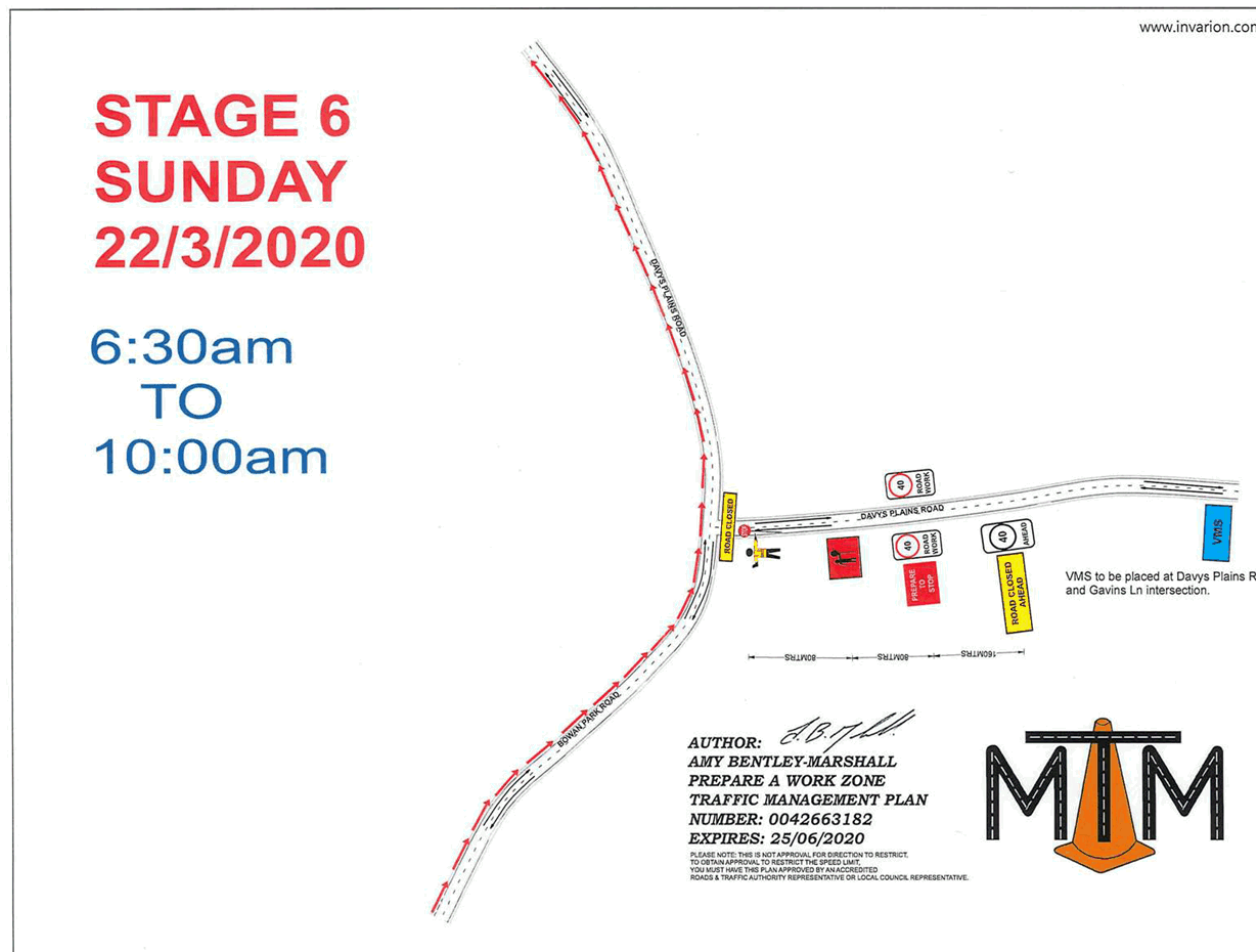 www.invarion.com
STAGE 6
SUNDAY
22/3/2020
6:30am
TO
10:00am
DAVYS PLAINS ROAD
ROAD CLOSED
40
ROAD
WORK
DAVYS PLAINS ROAD
40
ROAD
WORK
40
AHEAD
PREPARE
TO
STOP
ROAD CLOSED
AHEAD
VMS
VMS to be placed at Davys Plains R
and Gavins Ln intersection.
80MTRS
80MTRS
160MTRS
BOWAN PARK ROAD
AUTHOR:
AMY BENTLEY-MARSHALL
PREPARE A WORK ZONE
TRAFFIC MANAGEMENT PLAN
NUMBER: 0042663182
EXPIRES: 25/06/2020
PLEASE NOTE: THIS IS NOT APPROVAL FOR DIRECTION TO RESTRICT.
TO OBTAIN APPROVAL TO RESTRICT THE SPEED LIMIT,
YOU MUST HAVE THIS PLAN APPROVED BY AN ACCREDITED
ROADS & TRAFFIC AUTHORITY REPRESENTATIVE OR LOCAL COUNCIL REPRESENTATIVE.
MTM